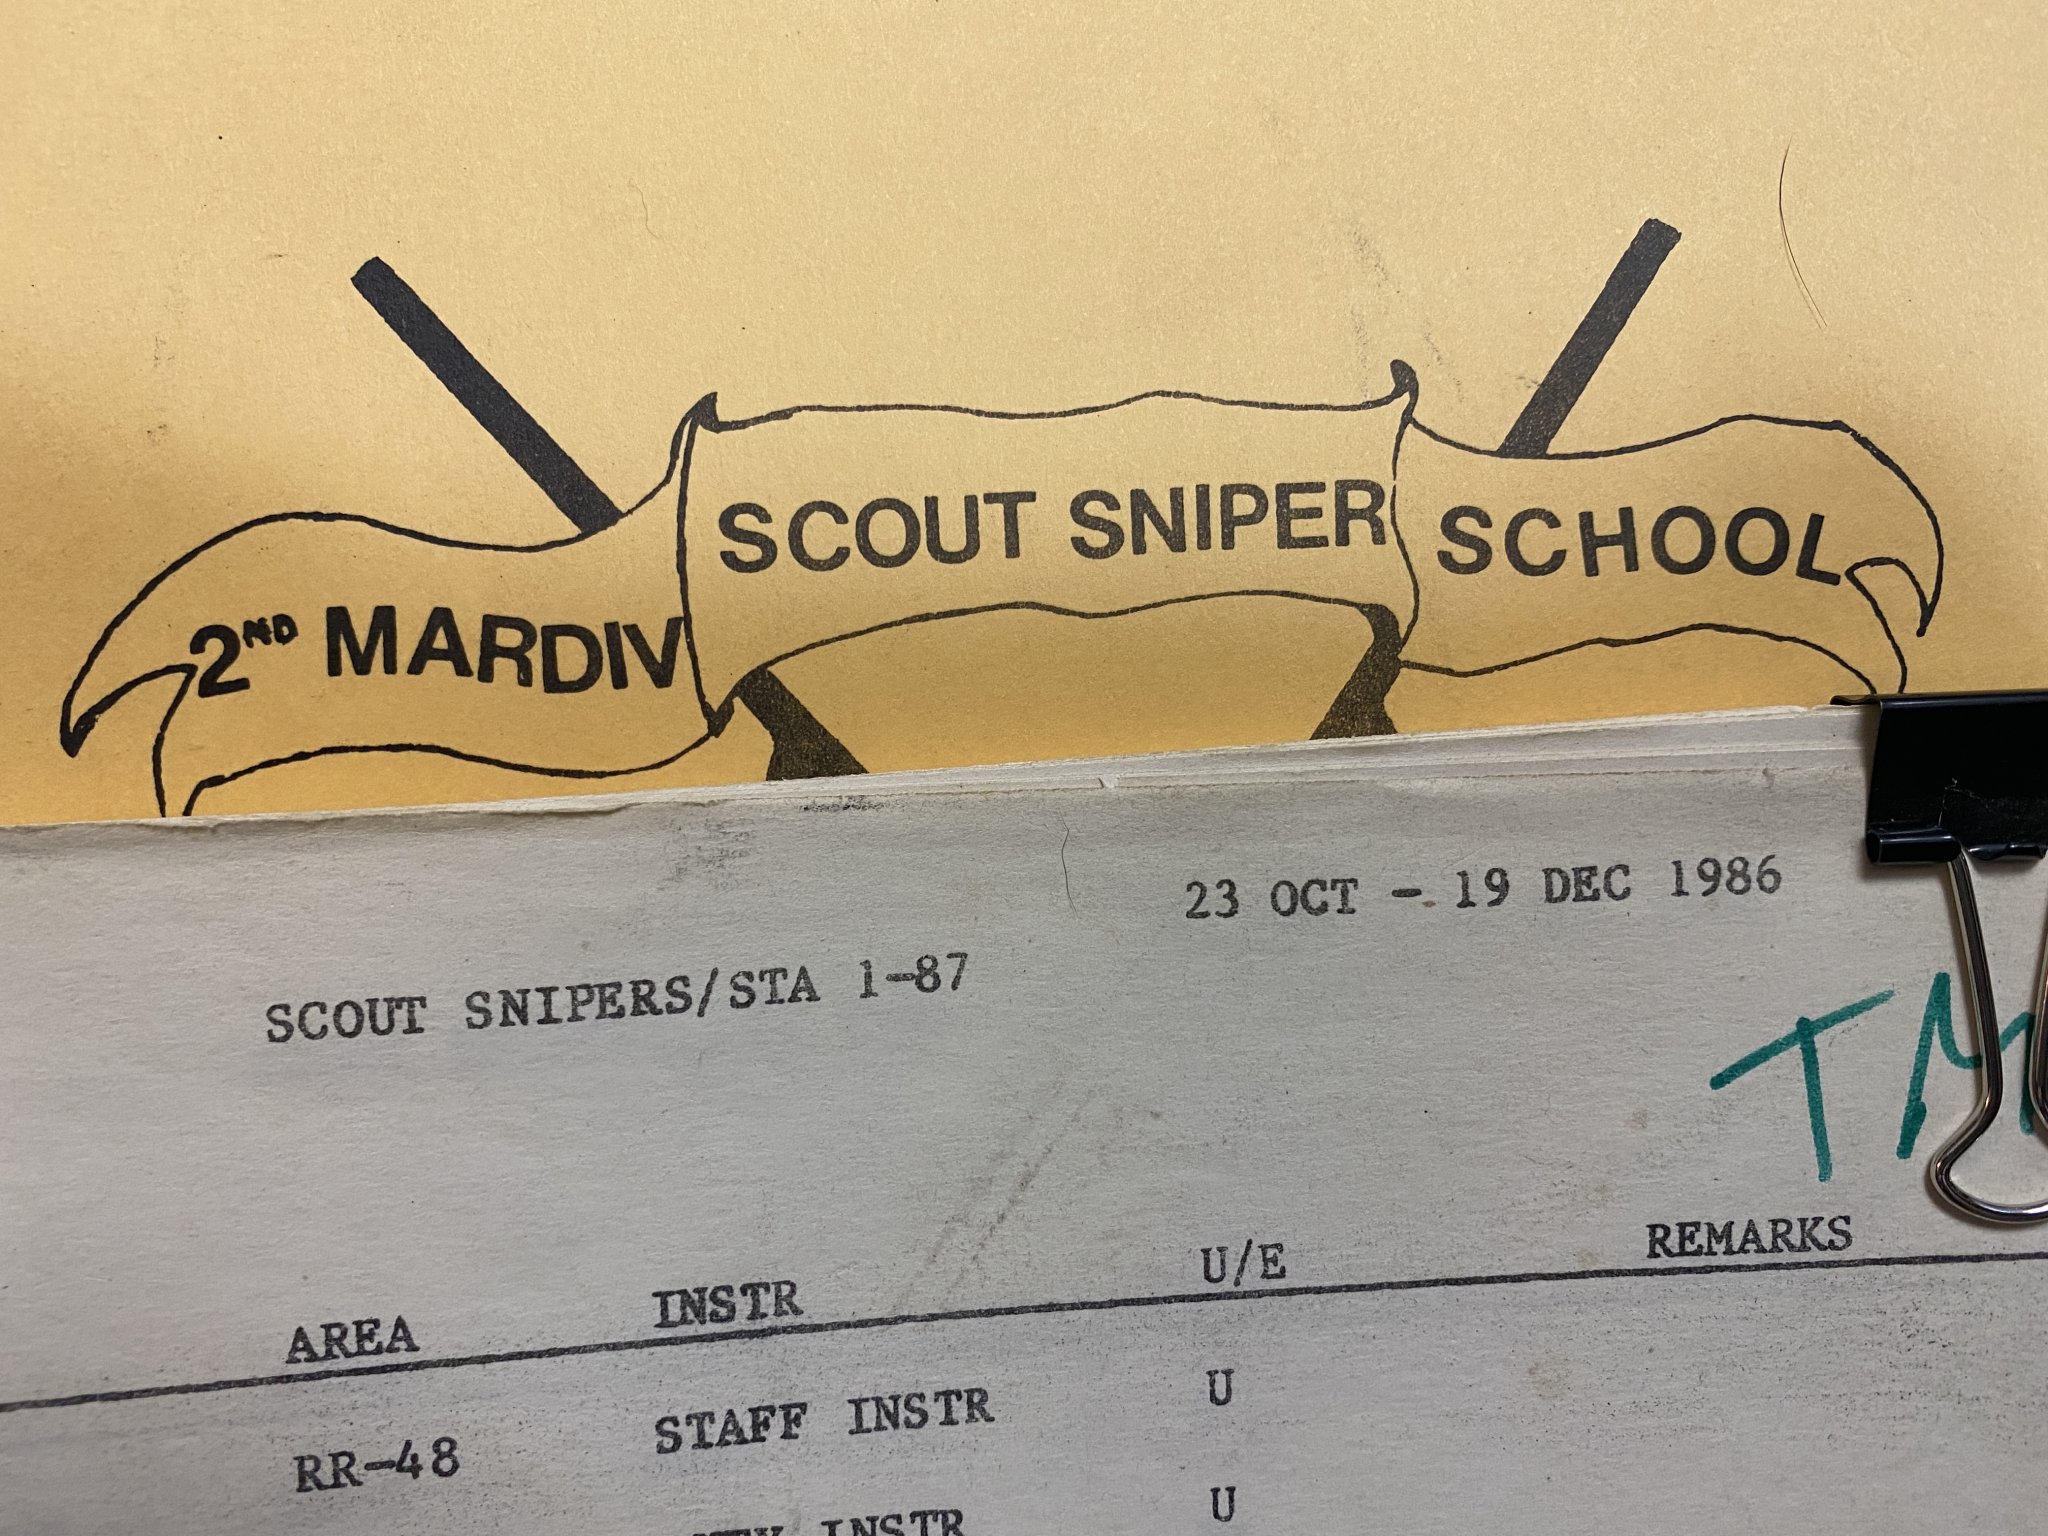 2ND MARDIV SCOUT SNIPER SCHOOL
23 OCT - 19 DEC 1986
SCOUT SNIPERS/STA 1-87
AREA INSTR U/E REMARKS
RR-48 STAFF INSTR U
INSTR U